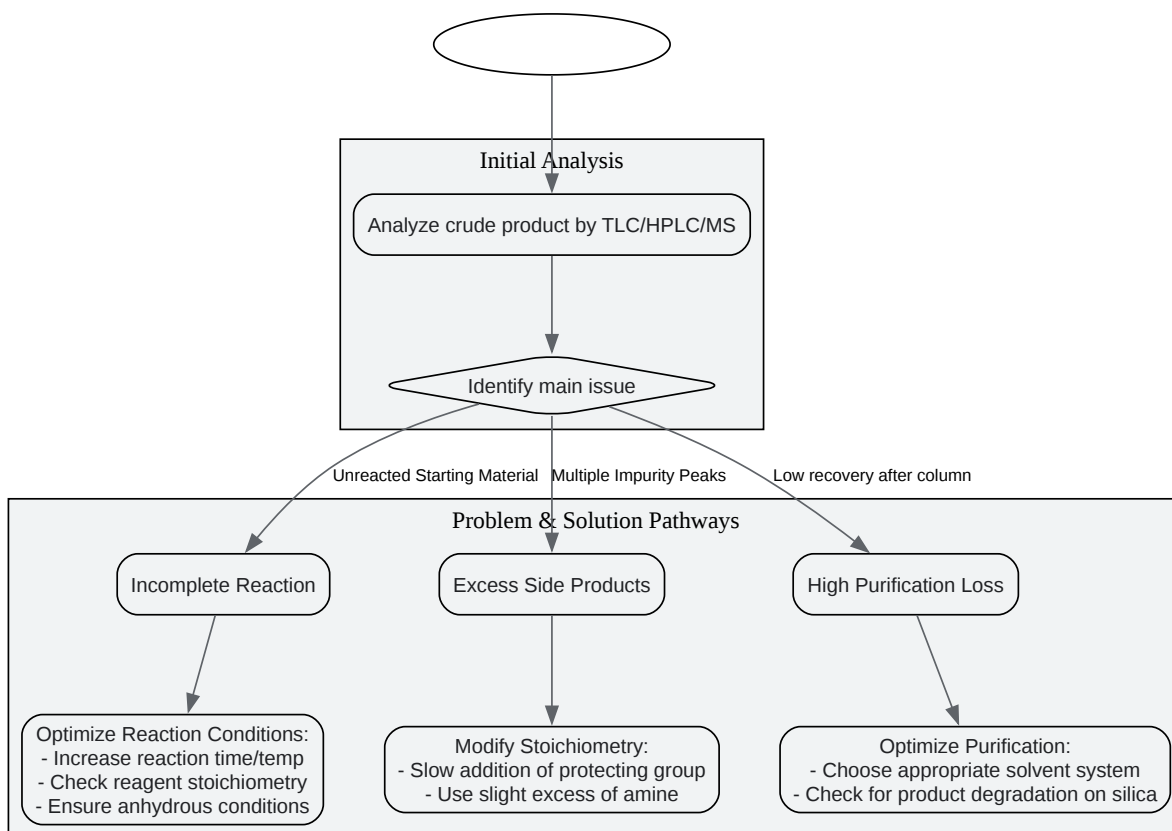 Initial Analysis
Analyze crude product by TLC/HPLC/MS
Identify main issue
Unreacted Starting Material
Multiple Impurity Peaks
Low recovery after column
Problem & Solution Pathways
Incomplete Reaction
Excess Side Products
High Purification Loss
Optimize Reaction Conditions:
- Increase reaction time/temp
- Check reagent stoichiometry
- Ensure anhydrous conditions
Modify Stoichiometry:
- Slow addition of protecting group
- Use slight excess of amine
Optimize Purification:
- Choose appropriate solvent system
- Check for product degradation on silica